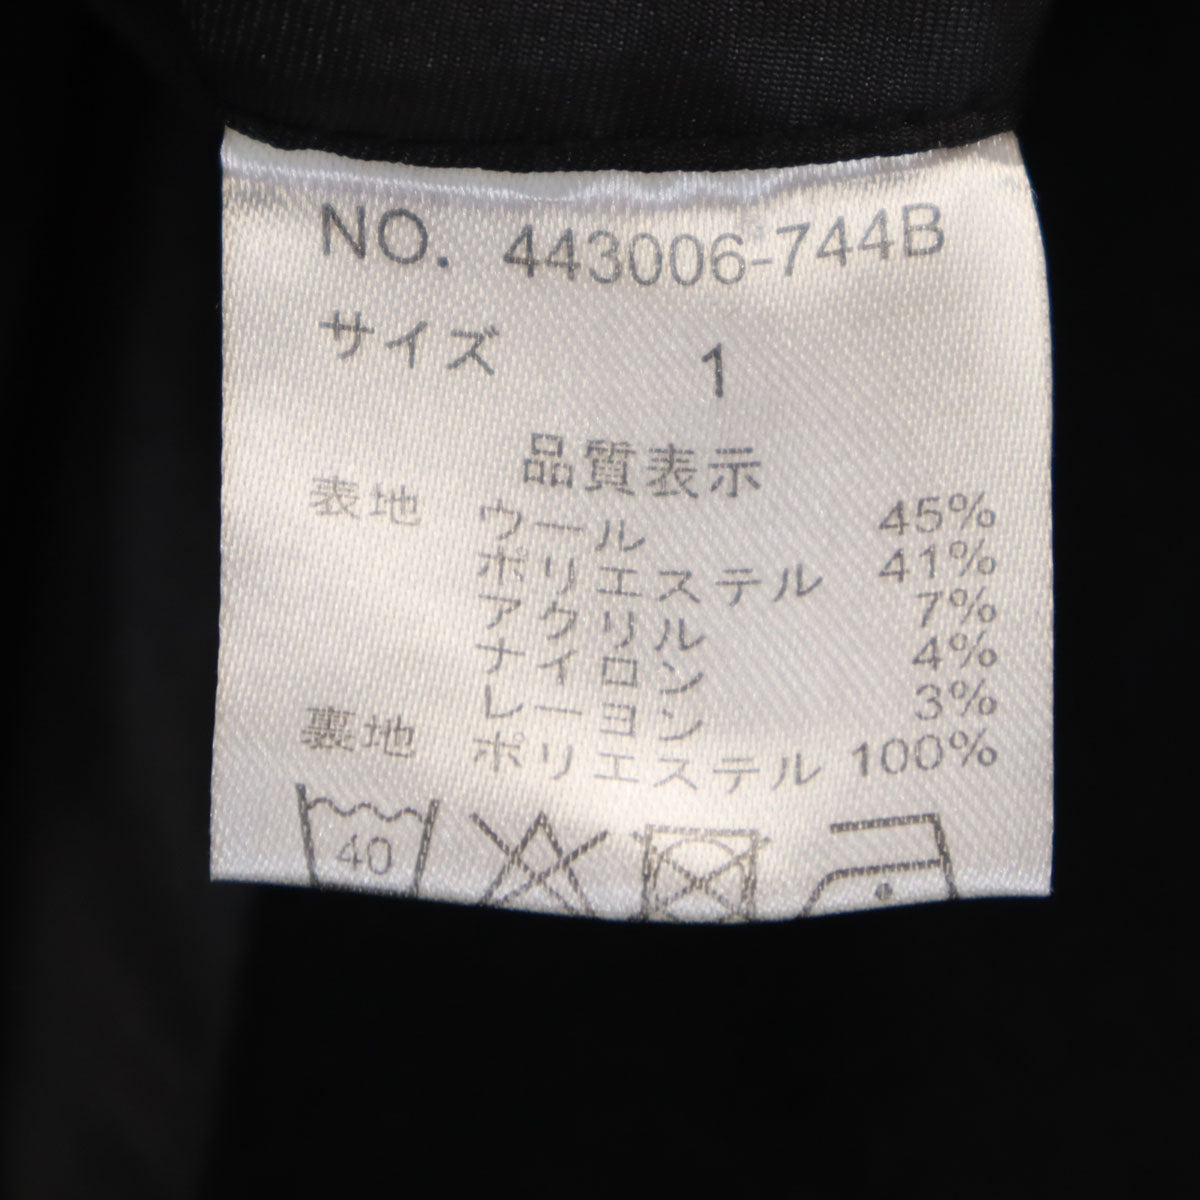 NO. 443006-744B
サイズ 1
品質表示
表地 ウール 45%
ポリエステル 41%
アクリル 7%
ナイロン 4%
レーヨン 3%
裏地 ポリエステル 100%
40